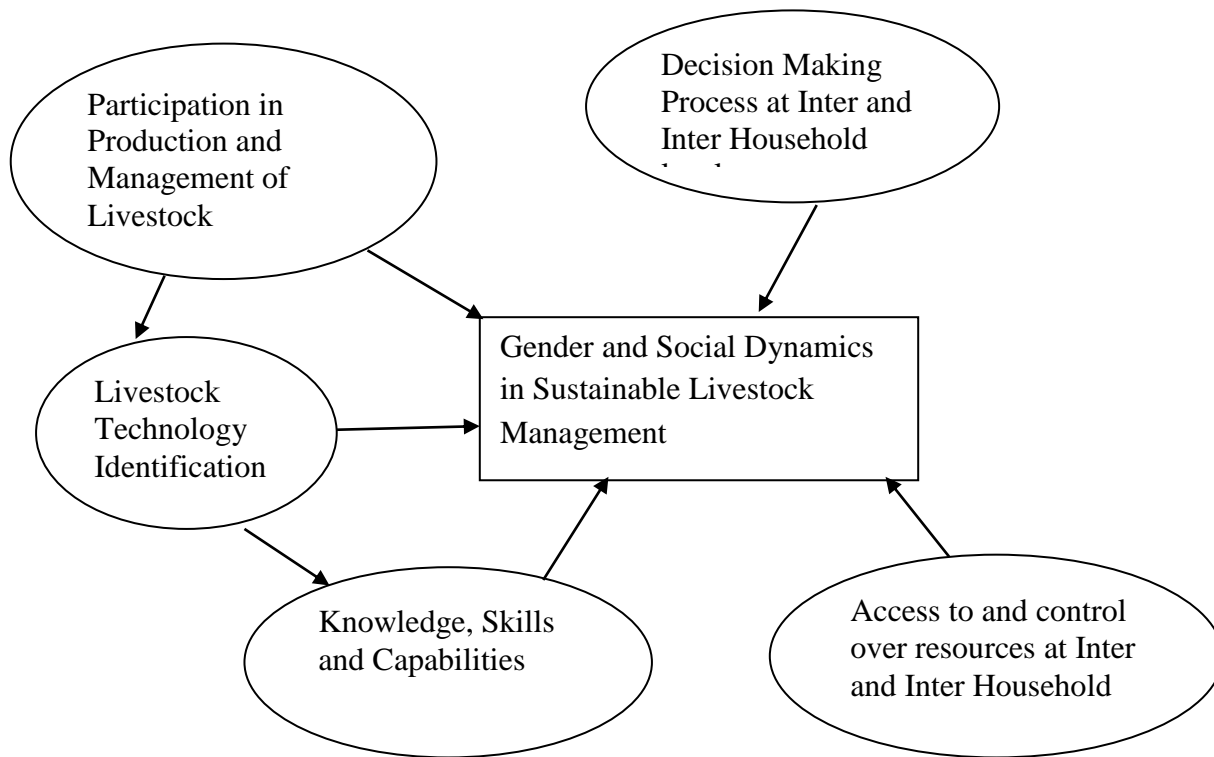 Participation in
Production and
Management of
Livestock
Decision Making
Process at Inter and
Inter Household
Gender and Social Dynamics
in Sustainable Livestock
Management
Livestock
Technology
Identification
Knowledge, Skills
and Capabilities
Access to and control
over resources at Inter
and Inter Household